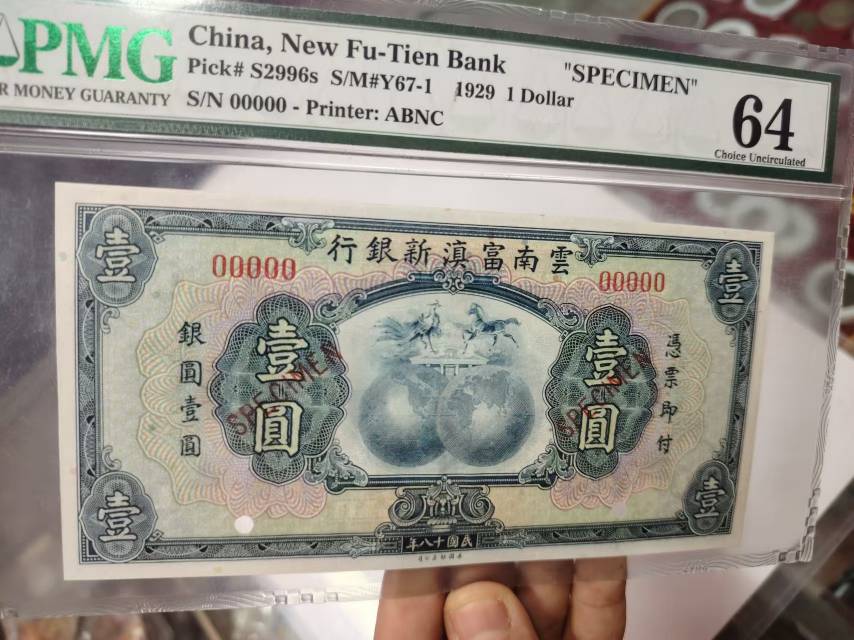 PMG
R MONEY GUARANTY
China, New Fu-Tien Bank
Pick# S2996s S/M#Y67-1 1929 1 Dollar
S/N 00000 - Printer: ABNC
"SPECIMEN"
64
Choice Uncirculated
行銀新滇富南雲
壹
壹
00000
00000
銀圓壹圓
壹圓
SPECIMEN
壹圓
SPECIMEN
憑票即付
壹
壹
年八十國民